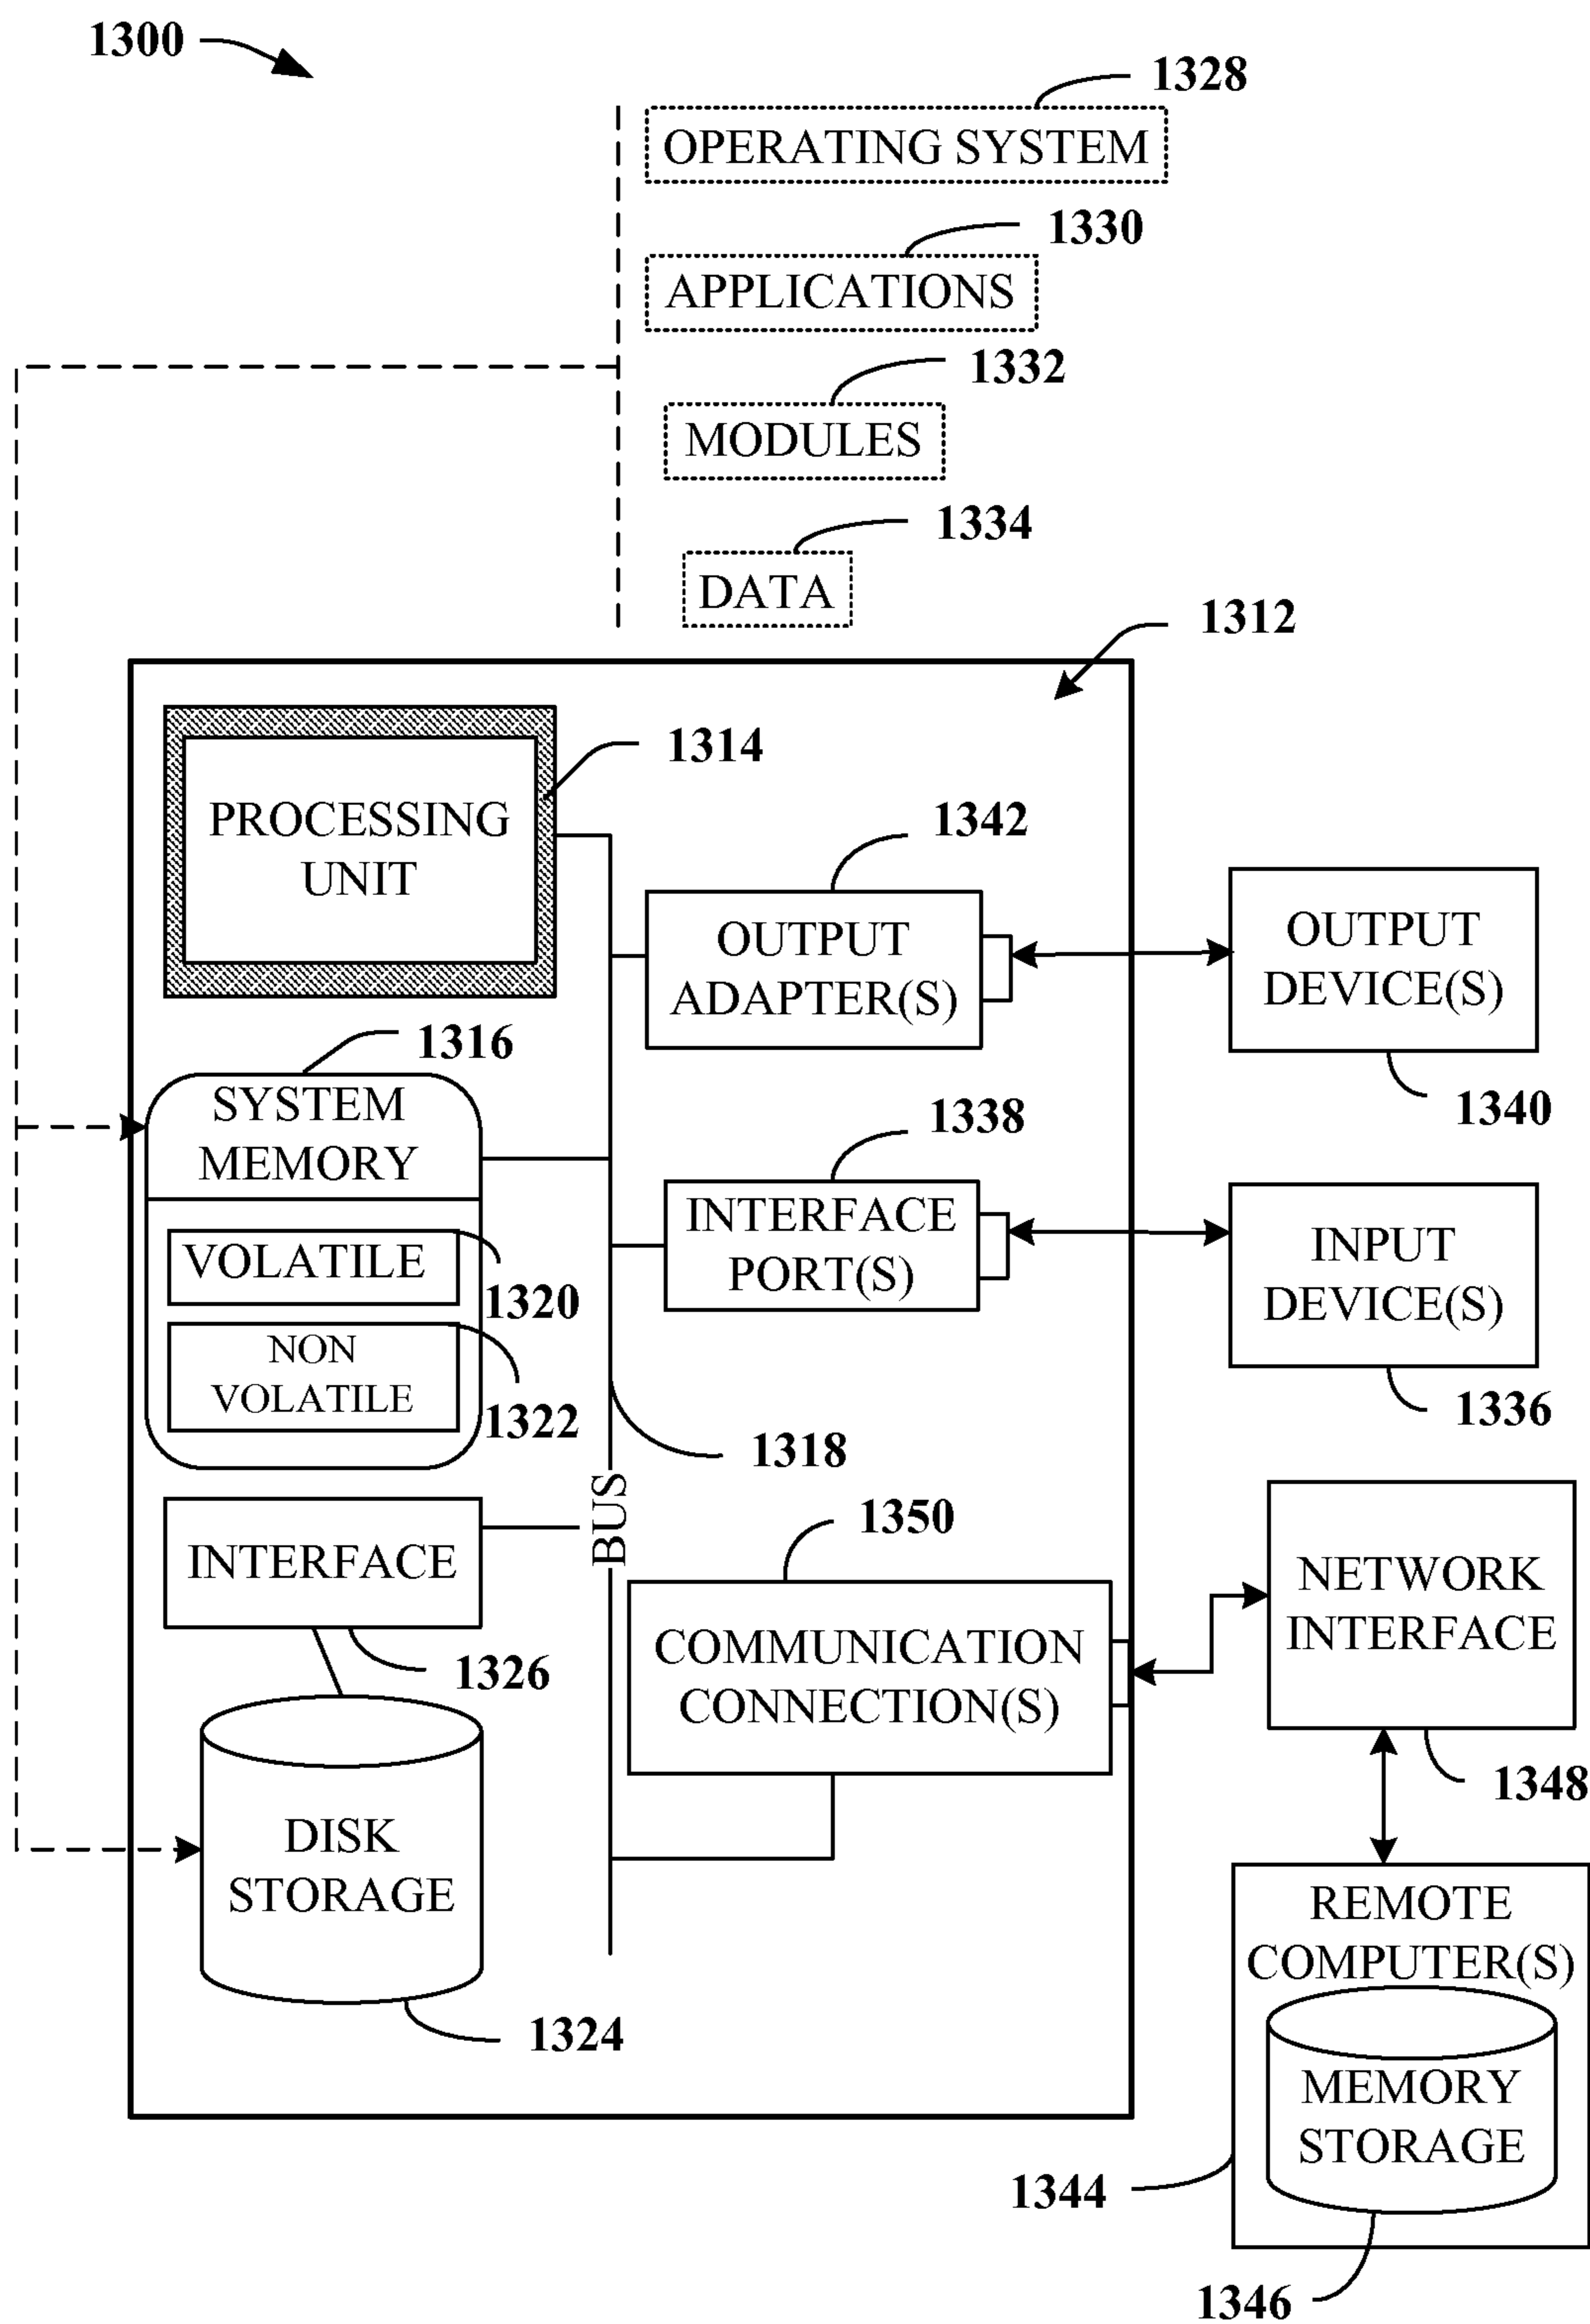 1300
1328
OPERATING SYSTEM
1330
APPLICATIONS
1332
MODULES
1334
DATA
1312
1314
PROCESSING
UNIT
1342
OUTPUT
ADAPTER(S)
OUTPUT
DEVICE(S)
1340
1316
SYSTEM
MEMORY
VOLATILE
1320
NON
VOLATILE
1322
1338
INTERFACE
PORT(S)
INPUT
DEVICE(S)
1336
1318
BUS
INTERFACE
1326
1350
COMMUNICATION
CONNECTION(S)
NETWORK
INTERFACE
1348
DISK
STORAGE
1324
REMOTE
COMPUTER(S)
MEMORY
STORAGE
1344
1346